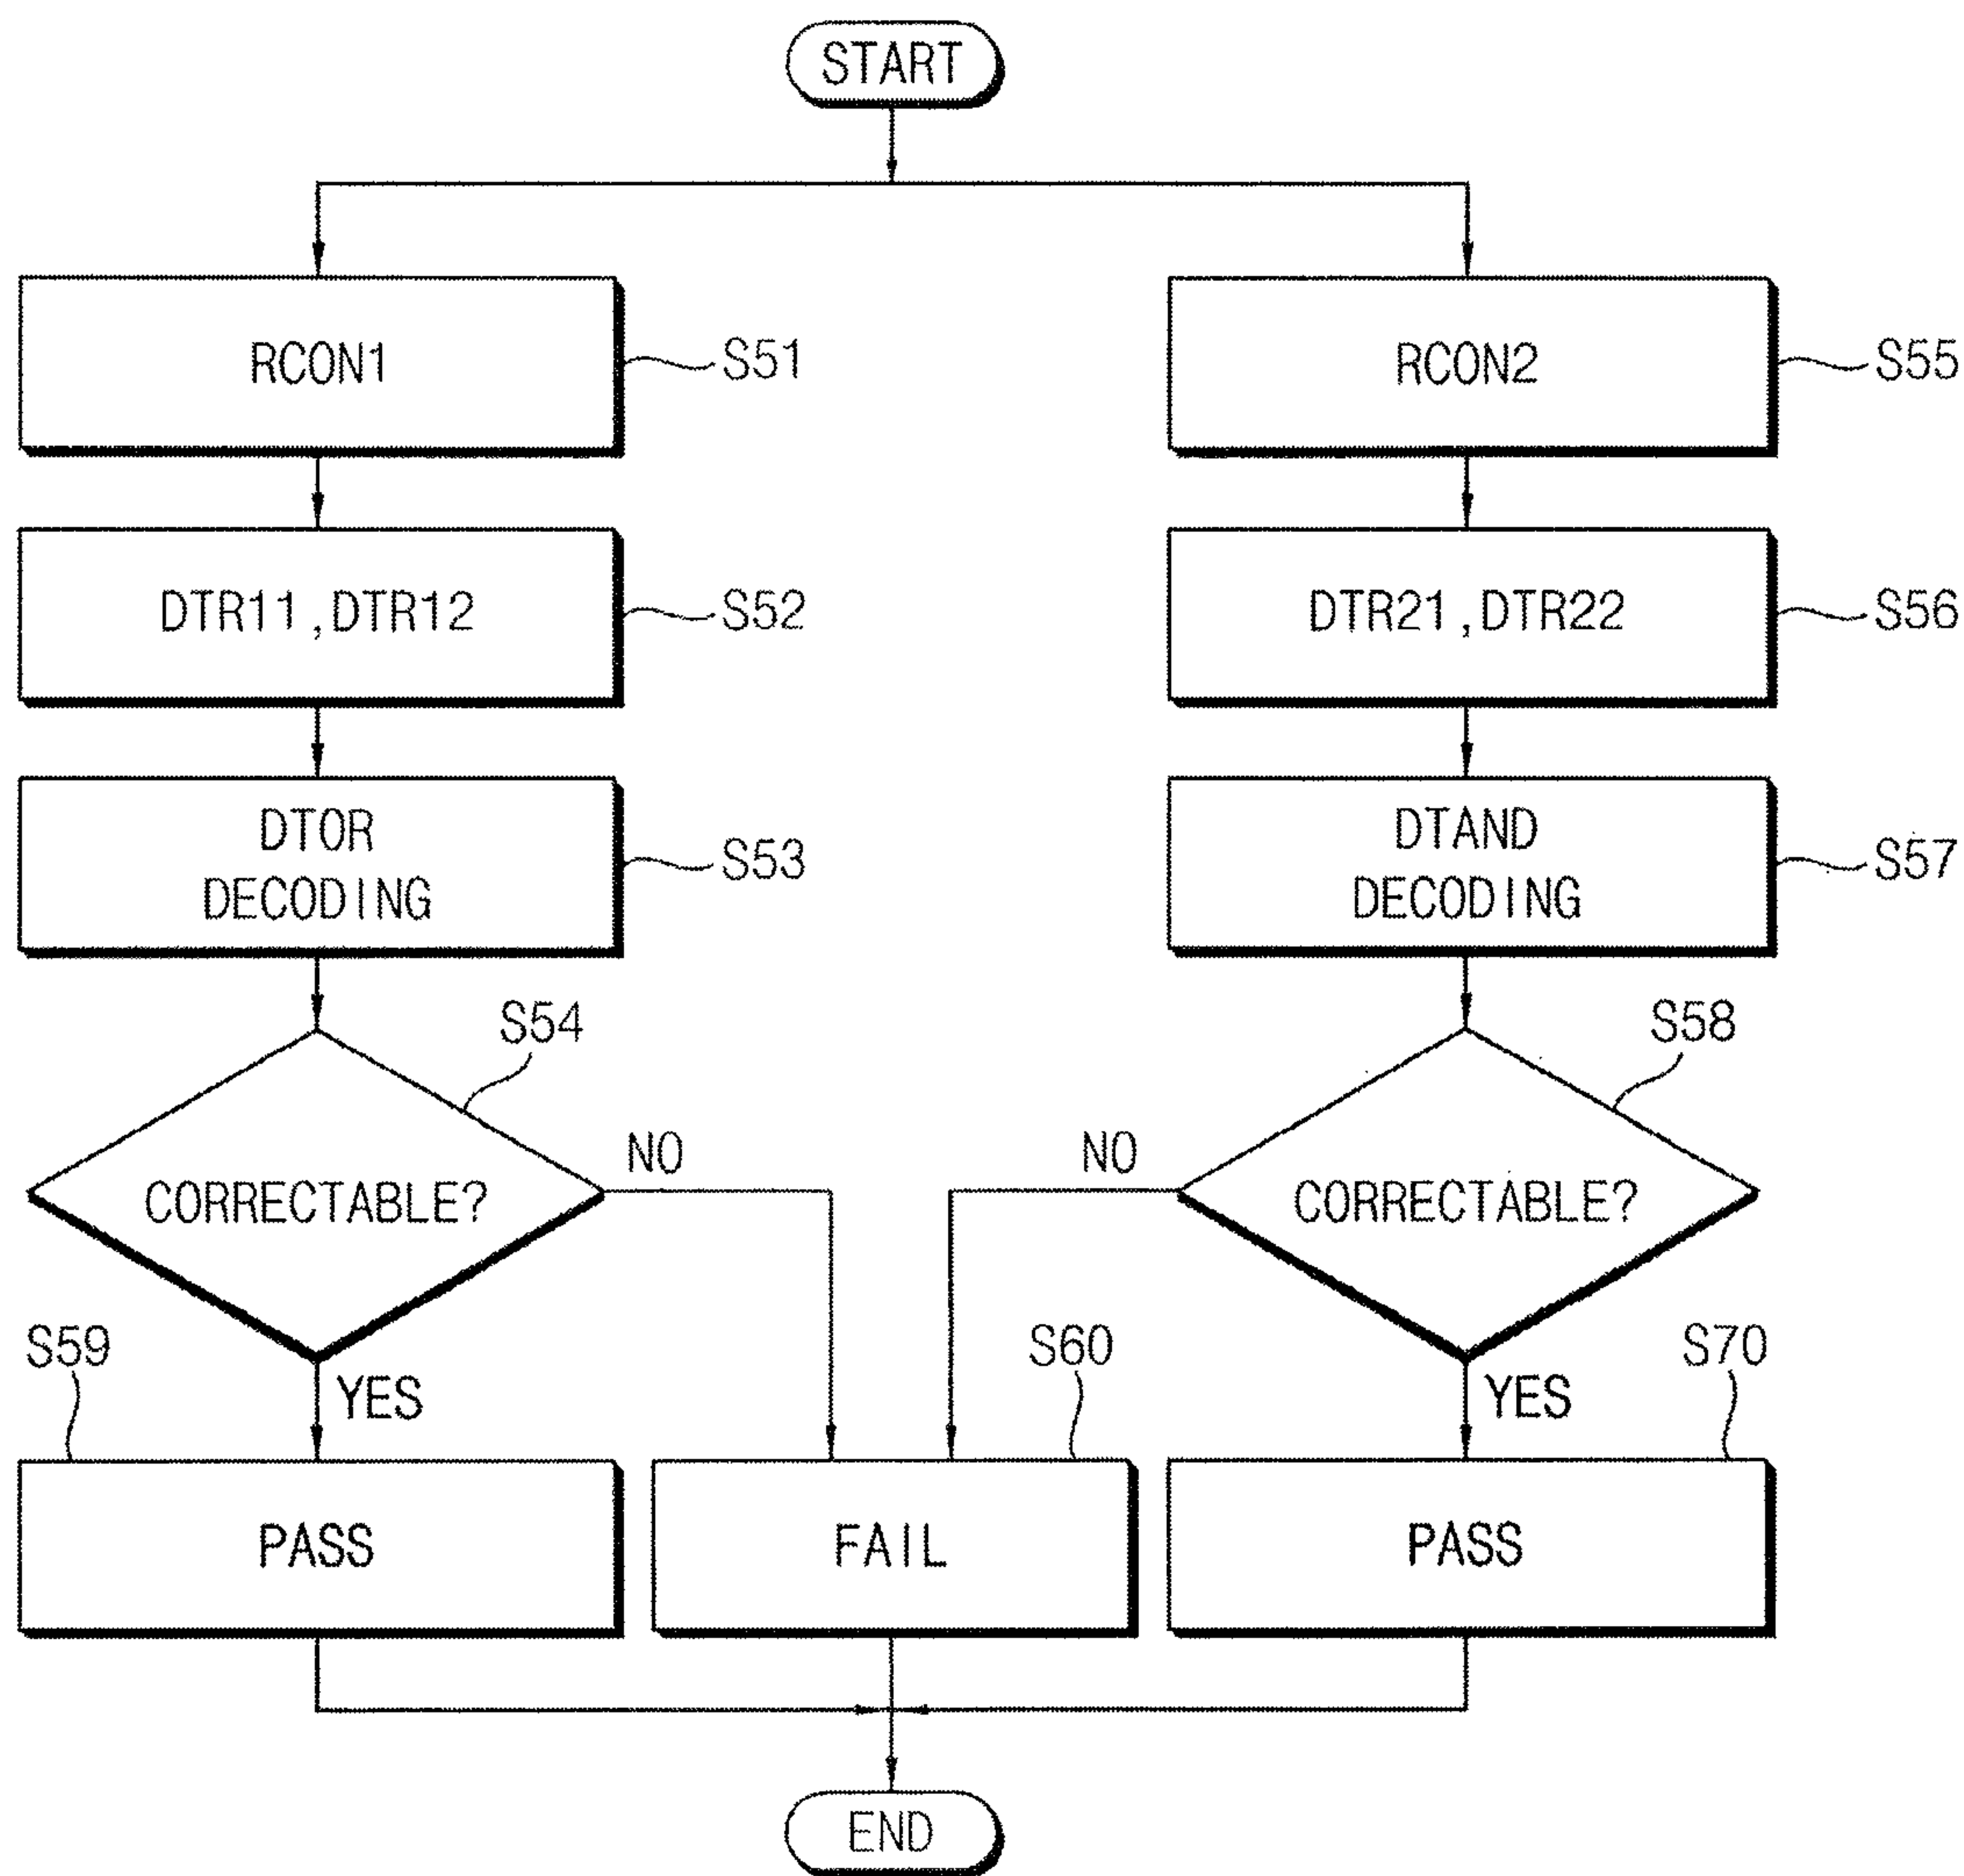 START
RCON1
S51
RCON2
S55
DTR11,DTR12
S52
DTR21,DTR22
S56
DTOR
DECODING
S53
DTAND
DECODING
S57
S54
S58
CORRECTABLE?
NO
NO
CORRECTABLE?
S59
YES
S60
S70
YES
PASS
FAIL
PASS
END